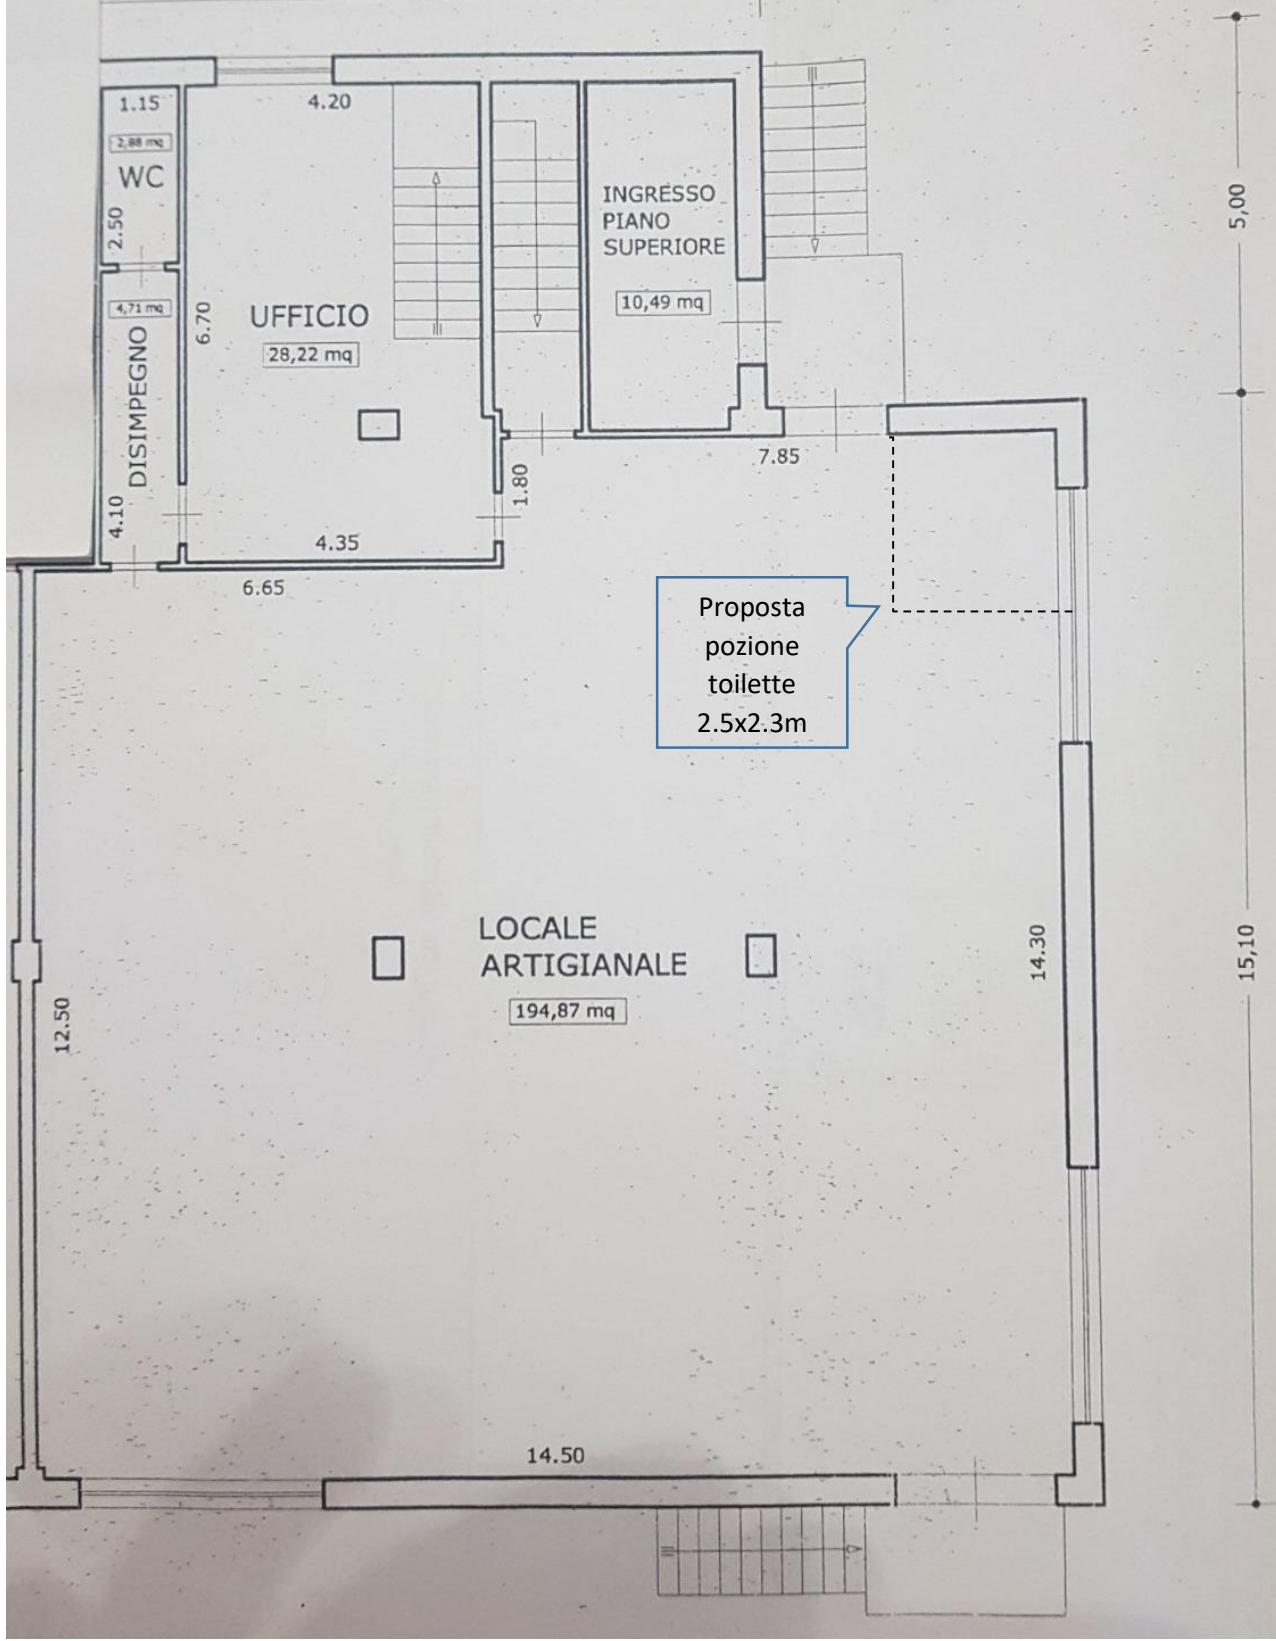 1.15
4.20
2,88 mq
WC
2.50
INGRESSO
PIANO
SUPERIORE
10,49 mq
5,00
4,71 mq
DISIMPEGNO
4.10
6.70
UFFICIO
28,22 mq
1.80
7.85
4.35
6.65
Proposta
pozione
toilette
2.5x2.3m
LOCALE
ARTIGIANALE
194,87 mq
12.50
14.30
15,10
14.50